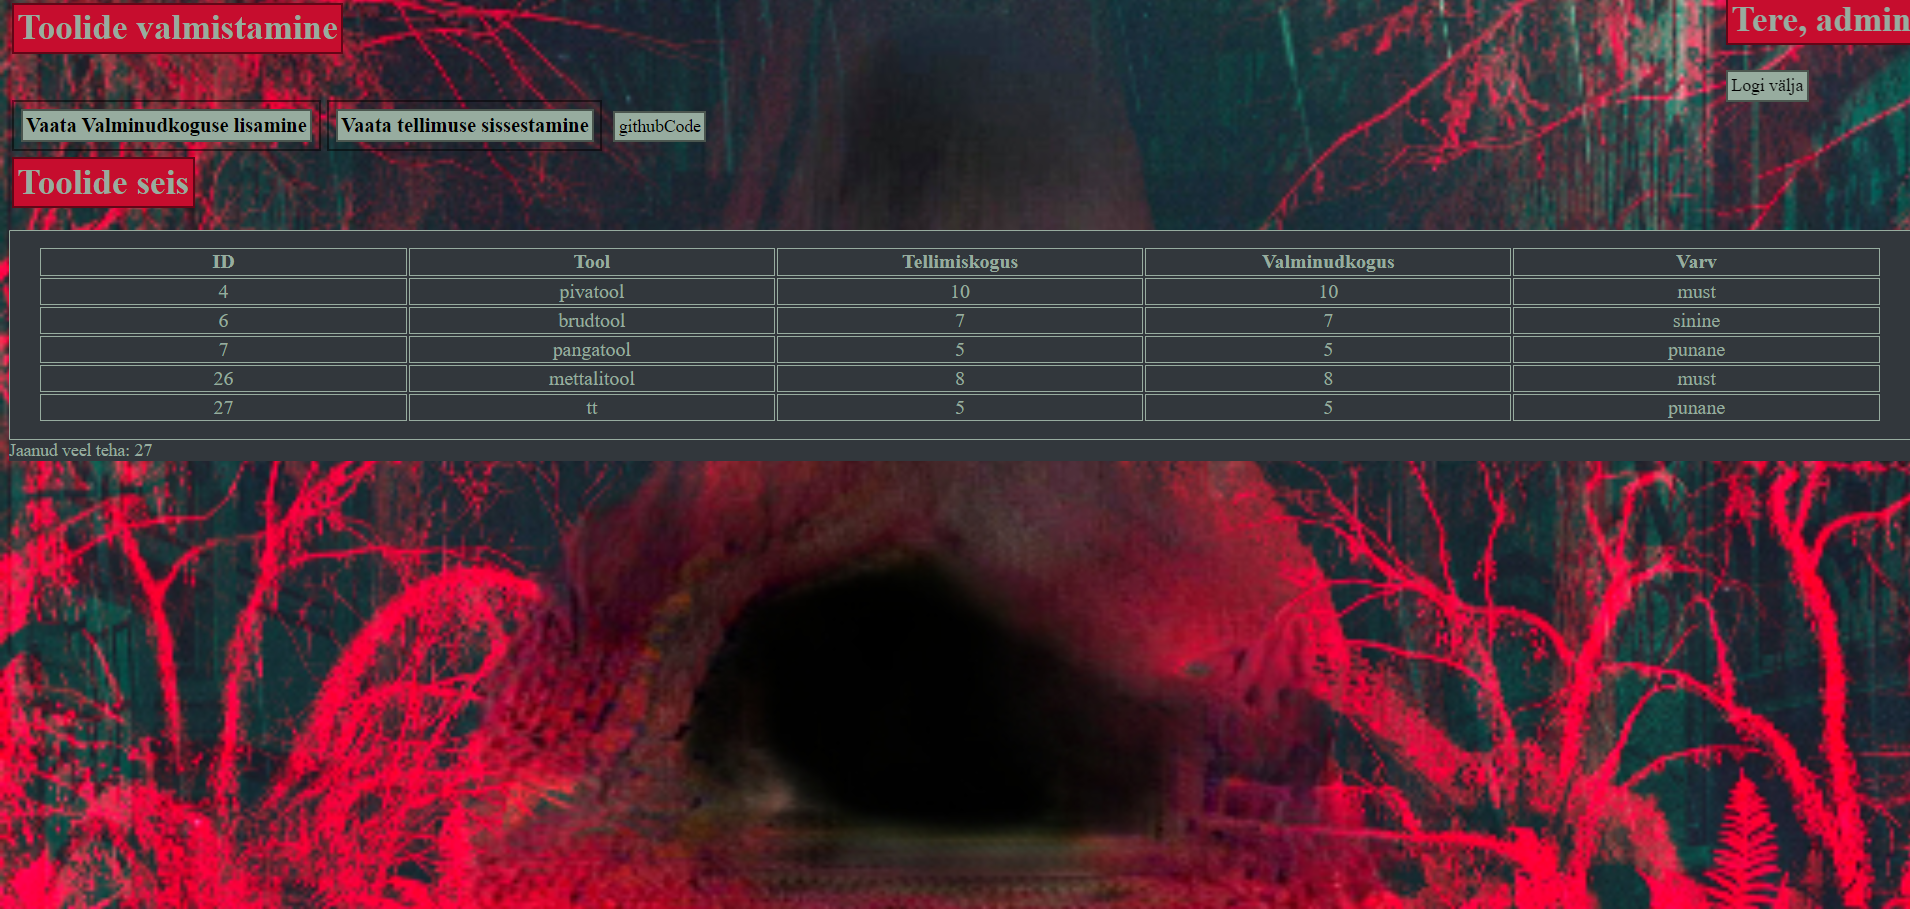 Toolide valmistamine
Tere, admin
Logi välja
Vaata Valminudkoguse lisamine Vaata tellimuse sissestamine githubCode
Toolide seis
ID Tool Tellimiskogus Valminudkogus Varv
4 pivatool 10 10 must
6 brudtool 7 7 sinine
7 pangatool 5 5 punane
26 mettalitool 8 8 must
27 tt 5 5 punane
Jaanud veel teha: 27